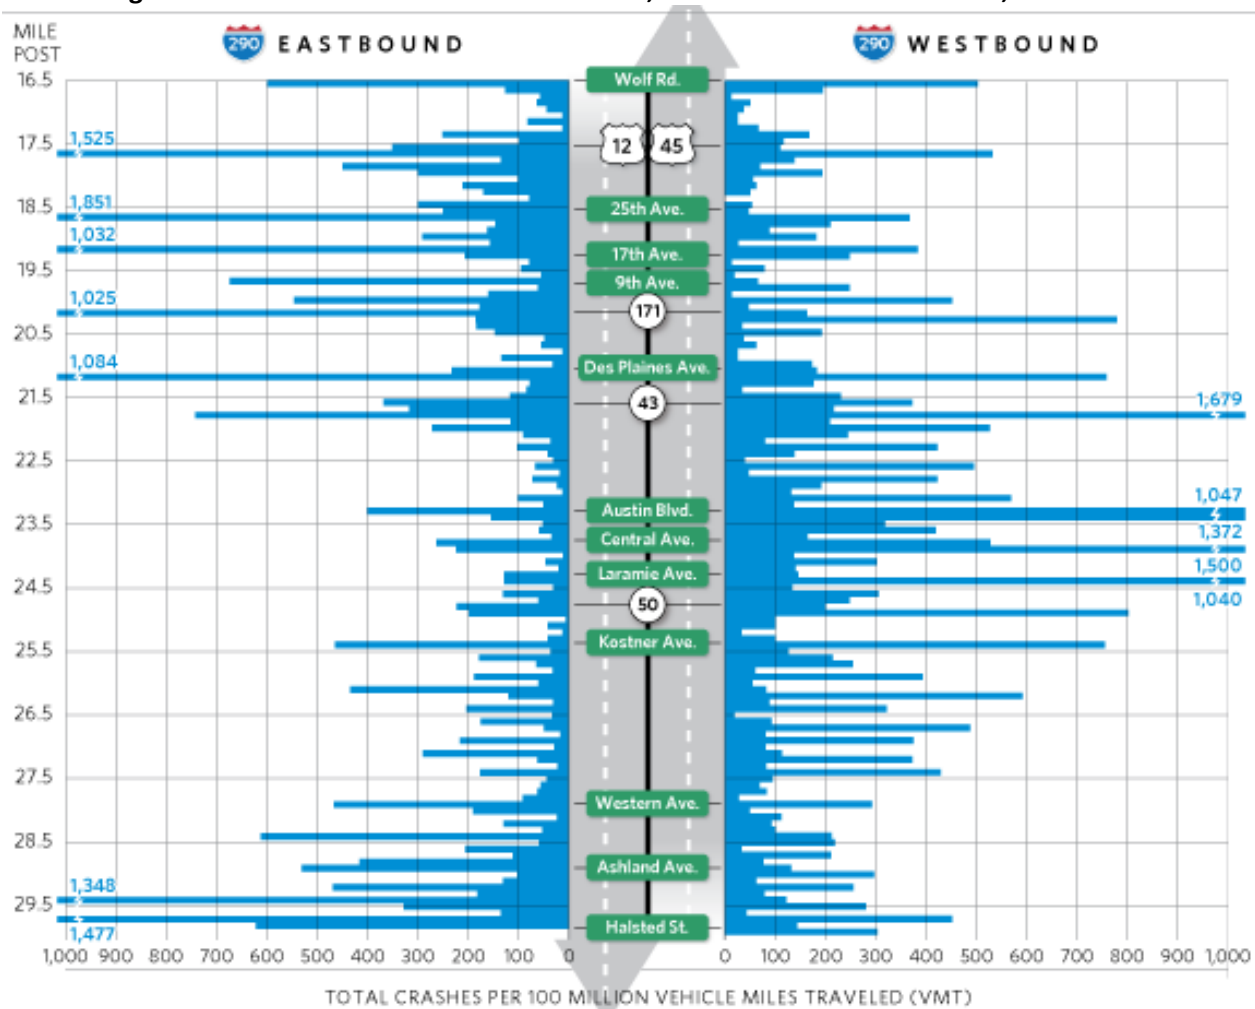 MILE
POST
290 EASTBOUND
290 WESTBOUND
16.5
17.5
18.5
19.5
20.5
21.5
22.5
23.5
24.5
25.5
26.5
27.5
28.5
29.5
1,525
1,851
1,032
1,025
1,084
1,348
1,477
Wolf Rd.
12 45
25th Ave.
17th Ave.
9th Ave.
171
Des Plaines Ave.
43
Austin Blvd.
Central Ave.
Laramie Ave.
50
Kostner Ave.
Western Ave.
Ashland Ave.
Halsted St.
1,679
1,047
1,372
1,500
1,040
1,000 900 800 700 600 500 400 300 200 100 0
0 100 200 300 400 500 600 700 800 900 1,000
TOTAL CRASHES PER 100 MILLION VEHICLE MILES TRAVELED (VMT)